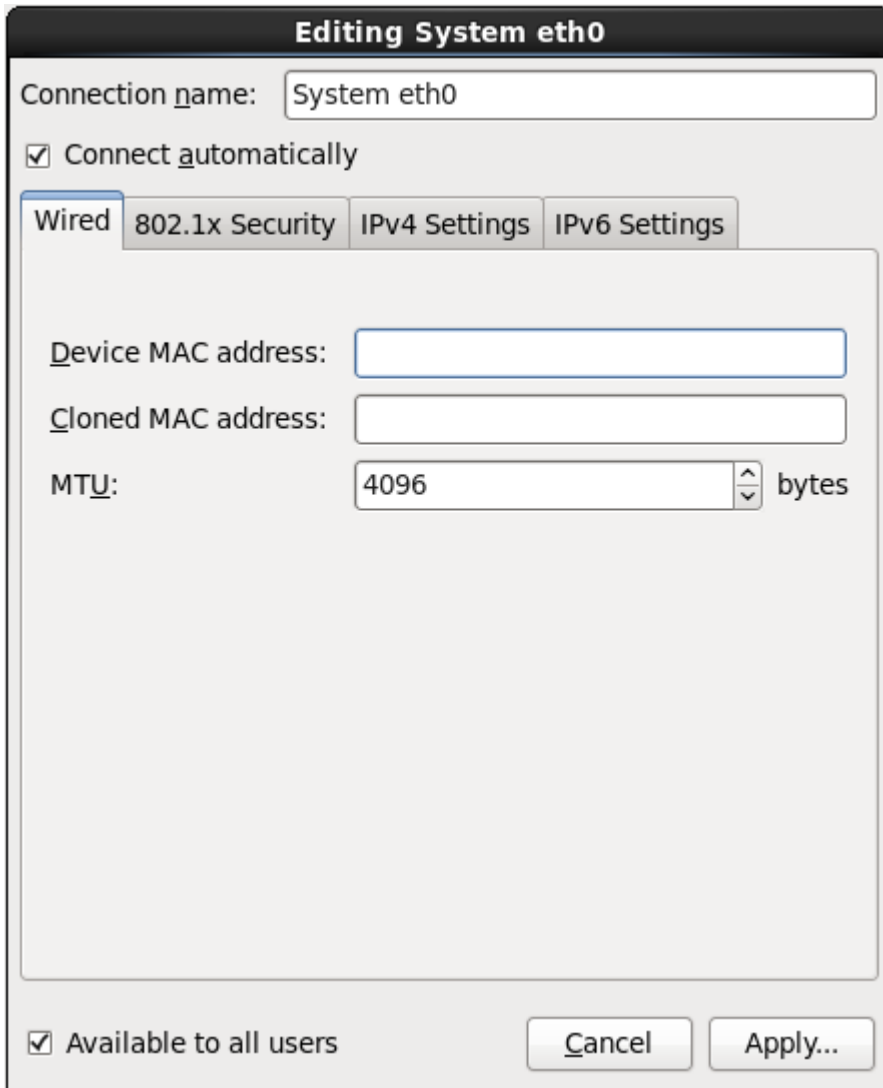 Editing System eth0
Connection name: System eth0
Connect automatically
Wired 802.1x Security IPv4 Settings IPv6 Settings
Device MAC address:
Cloned MAC address:
MTU: 4096 bytes
Available to all users Cancel Apply...